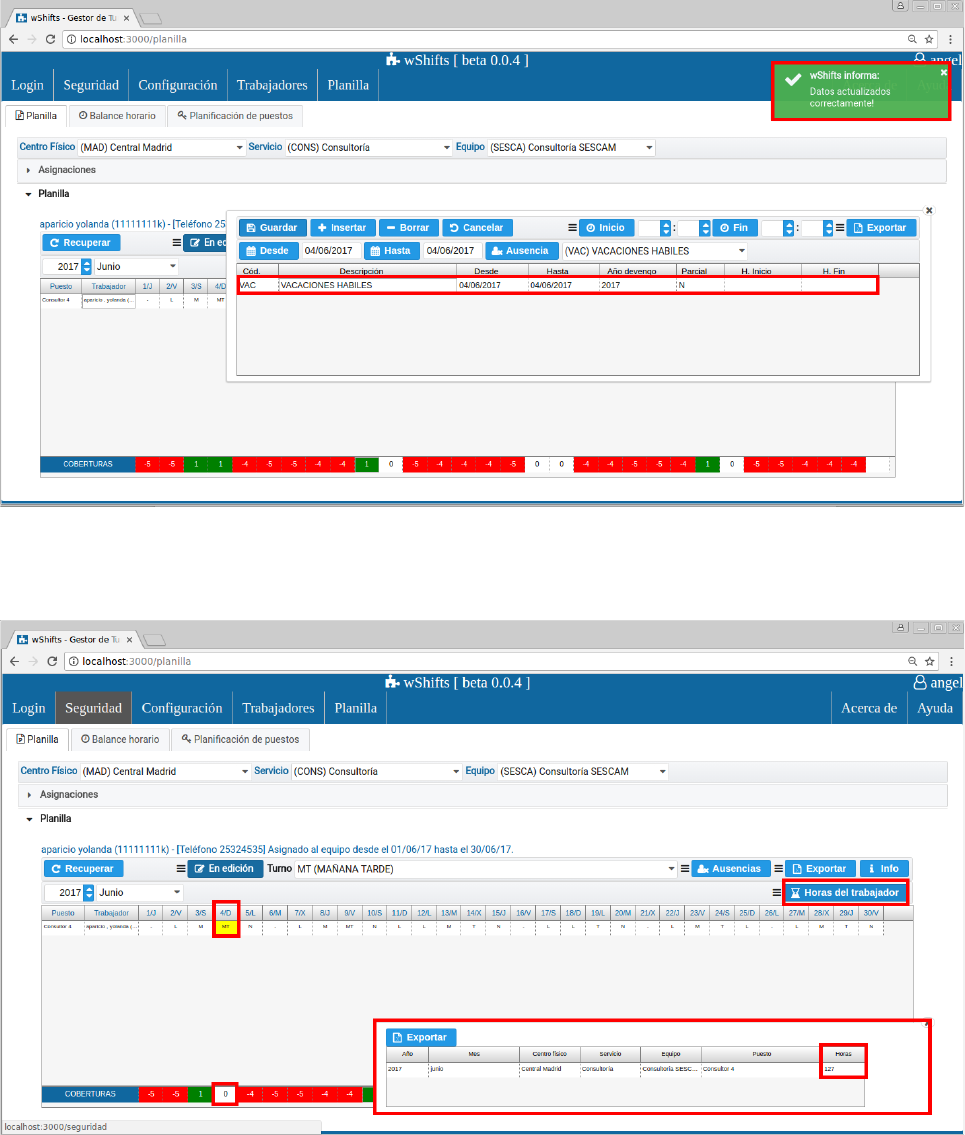 wShifts - Gestor de Tu
localhost:3000/planilla
wShifts [ beta 0.0.4 ]
angel
Login Seguridad Configuración Trabajadores Planilla Ayuda
wShifts informa:
Datos actualizados
correctamente!
Planilla Balance horario Planificación de puestos
Centro Físico (MAD) Central Madrid Servicio (CONS) Consultoría Equipo (SESCA) Consultoría SESCAM
Asignaciones
Planilla
aparicio yolanda (11111111k) - [Teléfono 25
Guardar Insertar Borrar Cancelar Inicio : Fin : Exportar
Recuperar En edi
Desde 04/06/2017 Hasta 04/06/2017 Ausencia (VAC) VACACIONES HABILES
2017 Junio
Cód. Descripción Desde Hasta Año devengo Parcial H. Inicio H. Fin
VAC VACACIONES HABILES 04/06/2017 04/06/2017 2017 N
Puesto Trabajador 1/J 2/V 3/S 4/D
Consultor 4 aparicio , yolanda (... - L M MT
COBERTURAS -5 -5 1 1 -4 -5 -5 -4 -4 1 0 -5 -4 -4 -4 -5 0 0 -4 -4 -5 -5 -4 1 0 -5 -5 -4 -4 -4
wShifts - Gestor de Tu
localhost:3000/planilla
wShifts [ beta 0.0.4 ]
angel
Login Seguridad Configuración Trabajadores Planilla Acerca de Ayuda
Planilla Balance horario Planificación de puestos
Centro Físico (MAD) Central Madrid Servicio (CONS) Consultoría Equipo (SESCA) Consultoría SESCAM
Asignaciones
Planilla
aparicio yolanda (11111111k) - [Teléfono 25324535] Asignado al equipo desde el 01/06/17 hasta el 30/06/17.
Recuperar En edición Turno MT (MAÑANA TARDE) Ausencias Exportar Info
2017 Junio Horas del trabajador
Puesto Trabajador 1/J 2/V 3/S 4/D 5/L 6/M 7/X 8/J 9/V 10/S 11/D 12/L 13/M 14/X 15/J 16/V 17/S 18/D 19/L 20/M 21/X 22/J 23/V 24/S 25/D 26/L 27/M 28/X 29/J 30/V
Consultor 4 aparicio , yolanda (... - L M MT N - L M MT N L L M T N - L L T N - L M T L - L M T N
Exportar
Año Mes Centro físico Servicio Equipo Puesto Horas
2017 junio Central Madrid Consultoría Consultoría SESC... Consultor 4 127
COBERTURAS -5 -5 1 0 -4 -5 -5 -4 -4
localhost:3000/seguridad